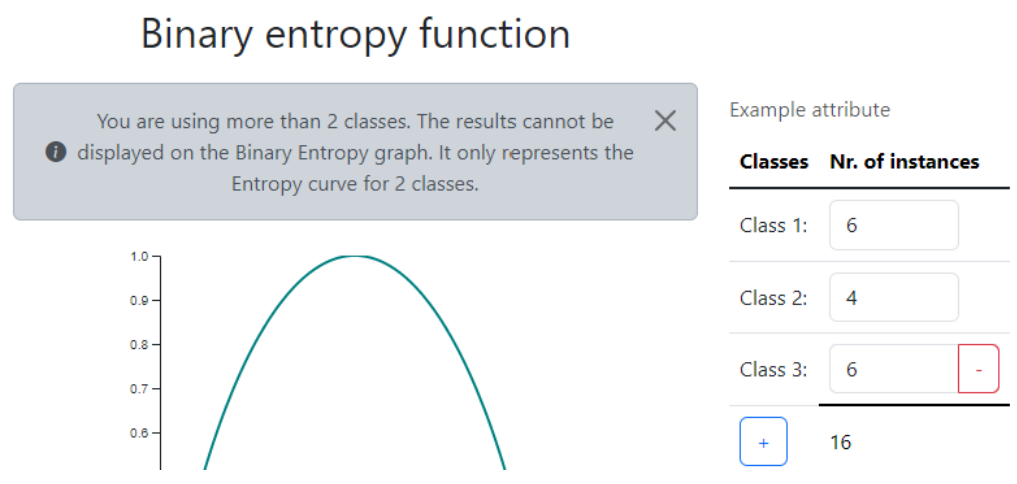 Binary entropy function
You are using more than 2 classes. The results cannot be
displayed on the Binary Entropy graph. It only represents the
Entropy curve for 2 classes.
1.0
0.9
0.8
0.7
0.6
Example attribute
Classes Nr. of instances
Class 1: 6
Class 2: 4
Class 3: 6 -
+ 16